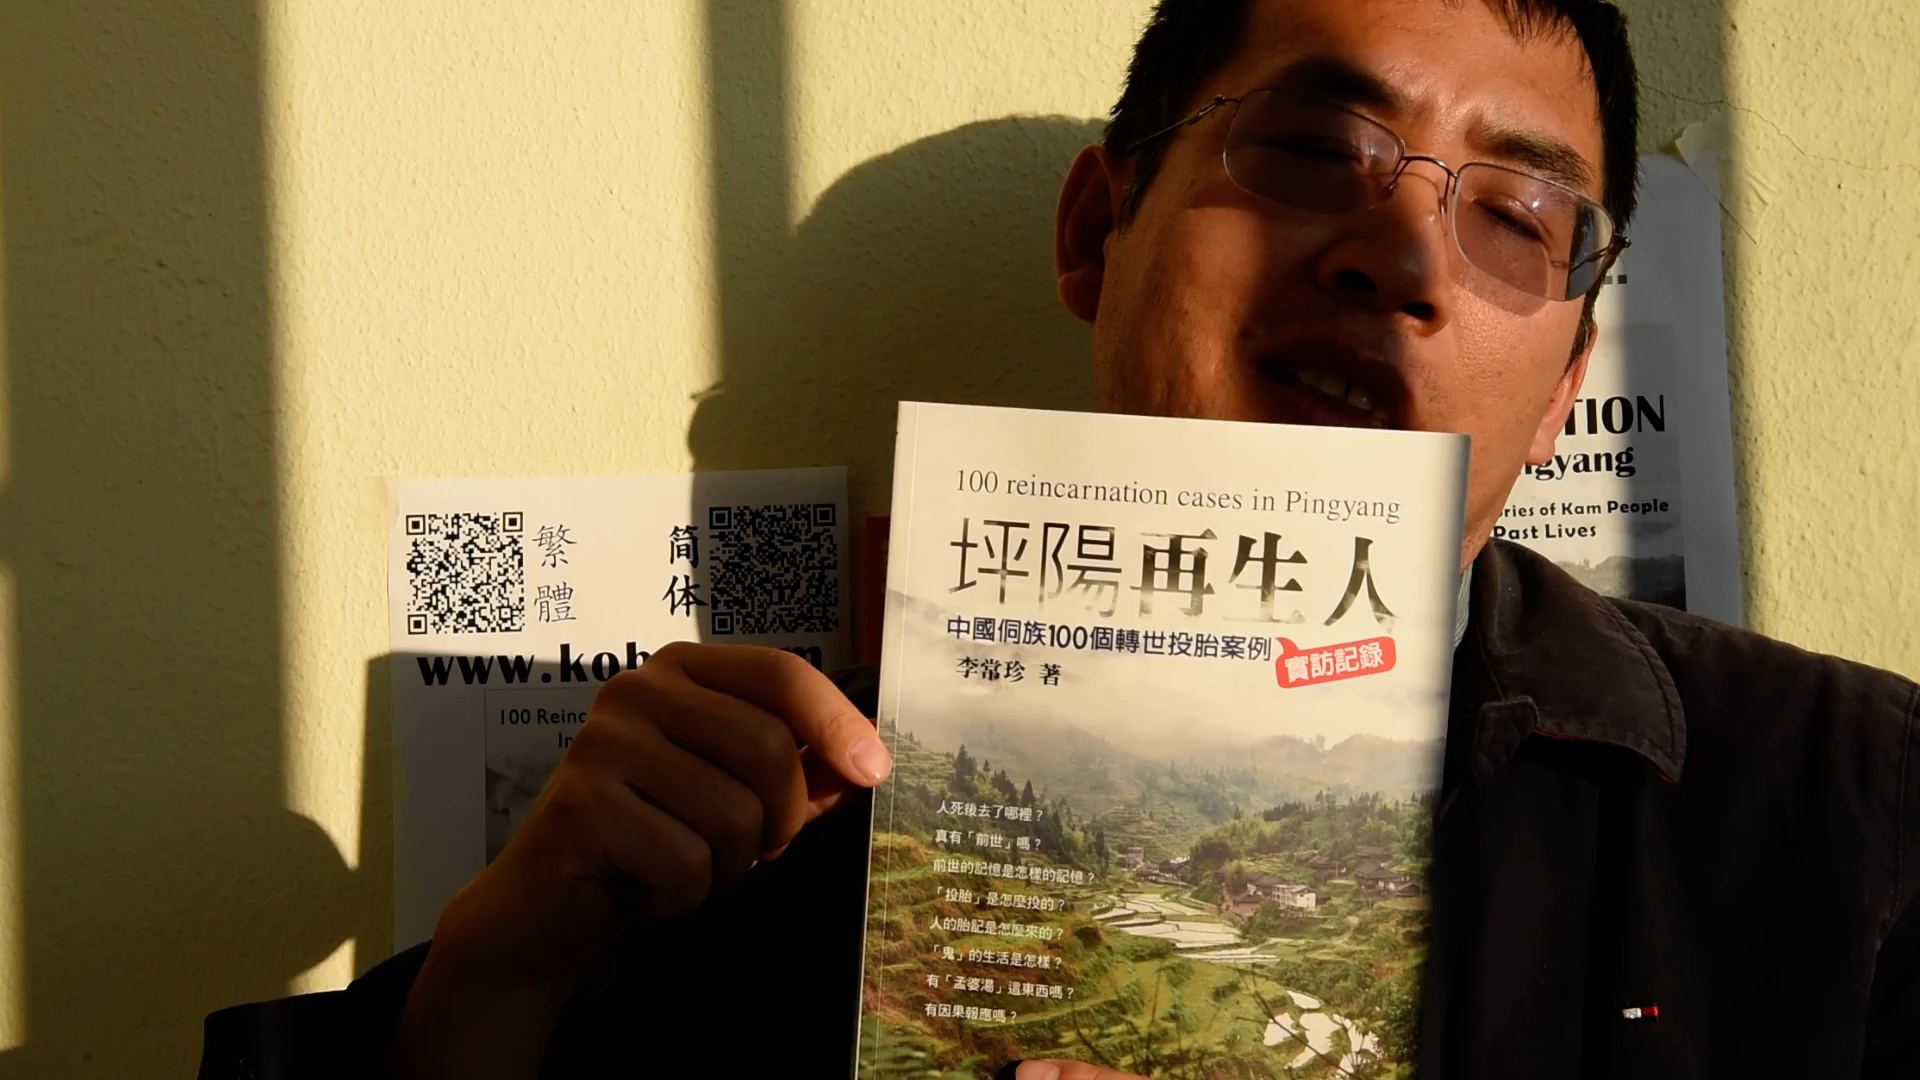 100 reincarnation cases in Pingyang
坪陽再生人
中國侗族100個轉世投胎案例
實訪記錄
李常珍 著
人死後去了哪裡？
真有「前世」嗎？
前世的記憶是怎樣的記憶？
「投胎」是怎麼投的？
人的胎記是怎麼來的？
「鬼」的生活是怎樣？
有「孟婆湯」這東西嗎？
有因果報應嗎？
繁體
简体
www.kob
100 Reinc
In
TION
ngyang
ries of Kam People
Past Lives